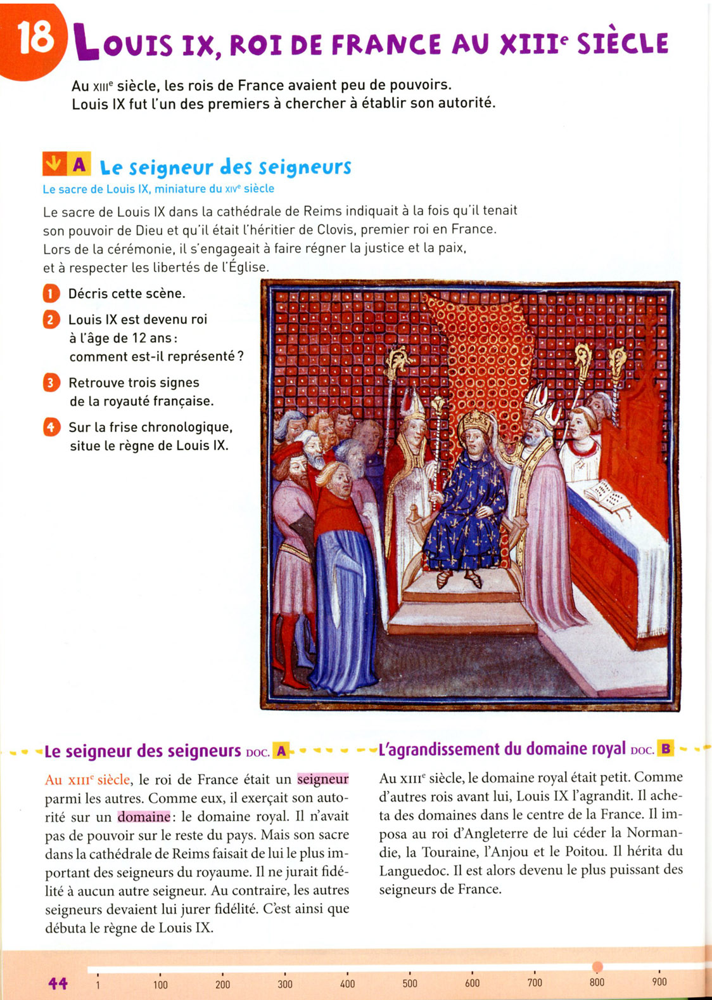 18
LOUIS IX, ROI DE FRANCE AU XIIIe SIÈCLE
Au XIIIe siècle, les rois de France avaient peu de pouvoirs.
Louis IX fut l'un des premiers à chercher à établir son autorité.
A Le seigneur des seigneurs
Le sacre de Louis IX, miniature du XIVe siècle
Le sacre de Louis IX dans la cathédrale de Reims indiquait à la fois qu'il tenait
son pouvoir de Dieu et qu'il était l'héritier de Clovis, premier roi en France.
Lors de la cérémonie, il s'engageait à faire régner la justice et la paix,
et à respecter les libertés de l'Église.
1 Décris cette scène.
2 Louis IX est devenu roi
à l'âge de 12 ans :
comment est-il représenté ?
3 Retrouve trois signes
de la royauté française.
4 Sur la frise chronologique,
situe le règne de Louis IX.
Le seigneur des seigneurs DOC. A
Au XIIIe siècle, le roi de France était un seigneur
parmi les autres. Comme eux, il exerçait son auto-
rité sur un domaine : le domaine royal. Il n'avait
pas de pouvoir sur le reste du pays. Mais son sacre
dans la cathédrale de Reims faisait de lui le plus im-
portant des seigneurs du royaume. Il ne jurait fidé-
lité à aucun autre seigneur. Au contraire, les autres
seigneurs devaient lui jurer fidélité. C'est ainsi que
débuta le règne de Louis IX.
L'agrandissement du domaine royal DOC. B
Au XIIIe siècle, le domaine royal était petit. Comme
d'autres rois avant lui, Louis IX l'agrandit. Il ache-
ta des domaines dans le centre de la France. Il im-
posa au roi d'Angleterre de lui céder la Norman-
die, la Touraine, l'Anjou et le Poitou. Il hérita du
Languedoc. Il est alors devenu le plus puissant des
seigneurs de France.
44
1 100 200 300 400 500 600 700 800 900